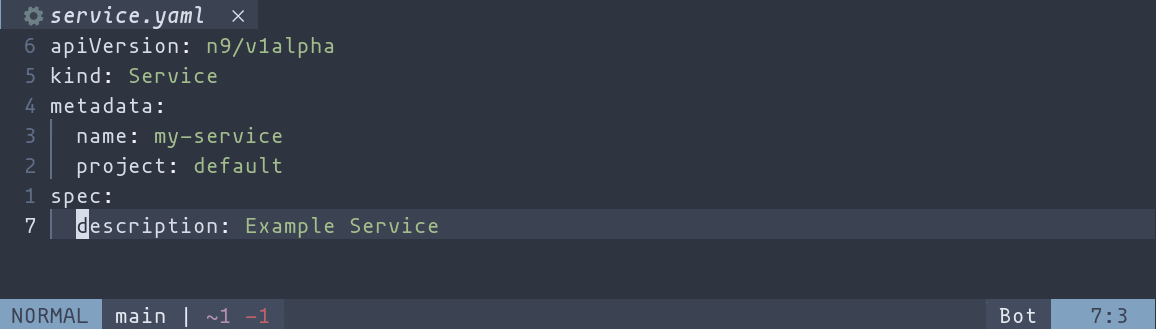 service.yaml ×
6 apiVersion: n9/v1alpha
5 kind: Service
4 metadata:
3   name: my-service
2   project: default
1 spec:
7   description: Example Service
NORMAL main | ~1 -1 Bot 7:3